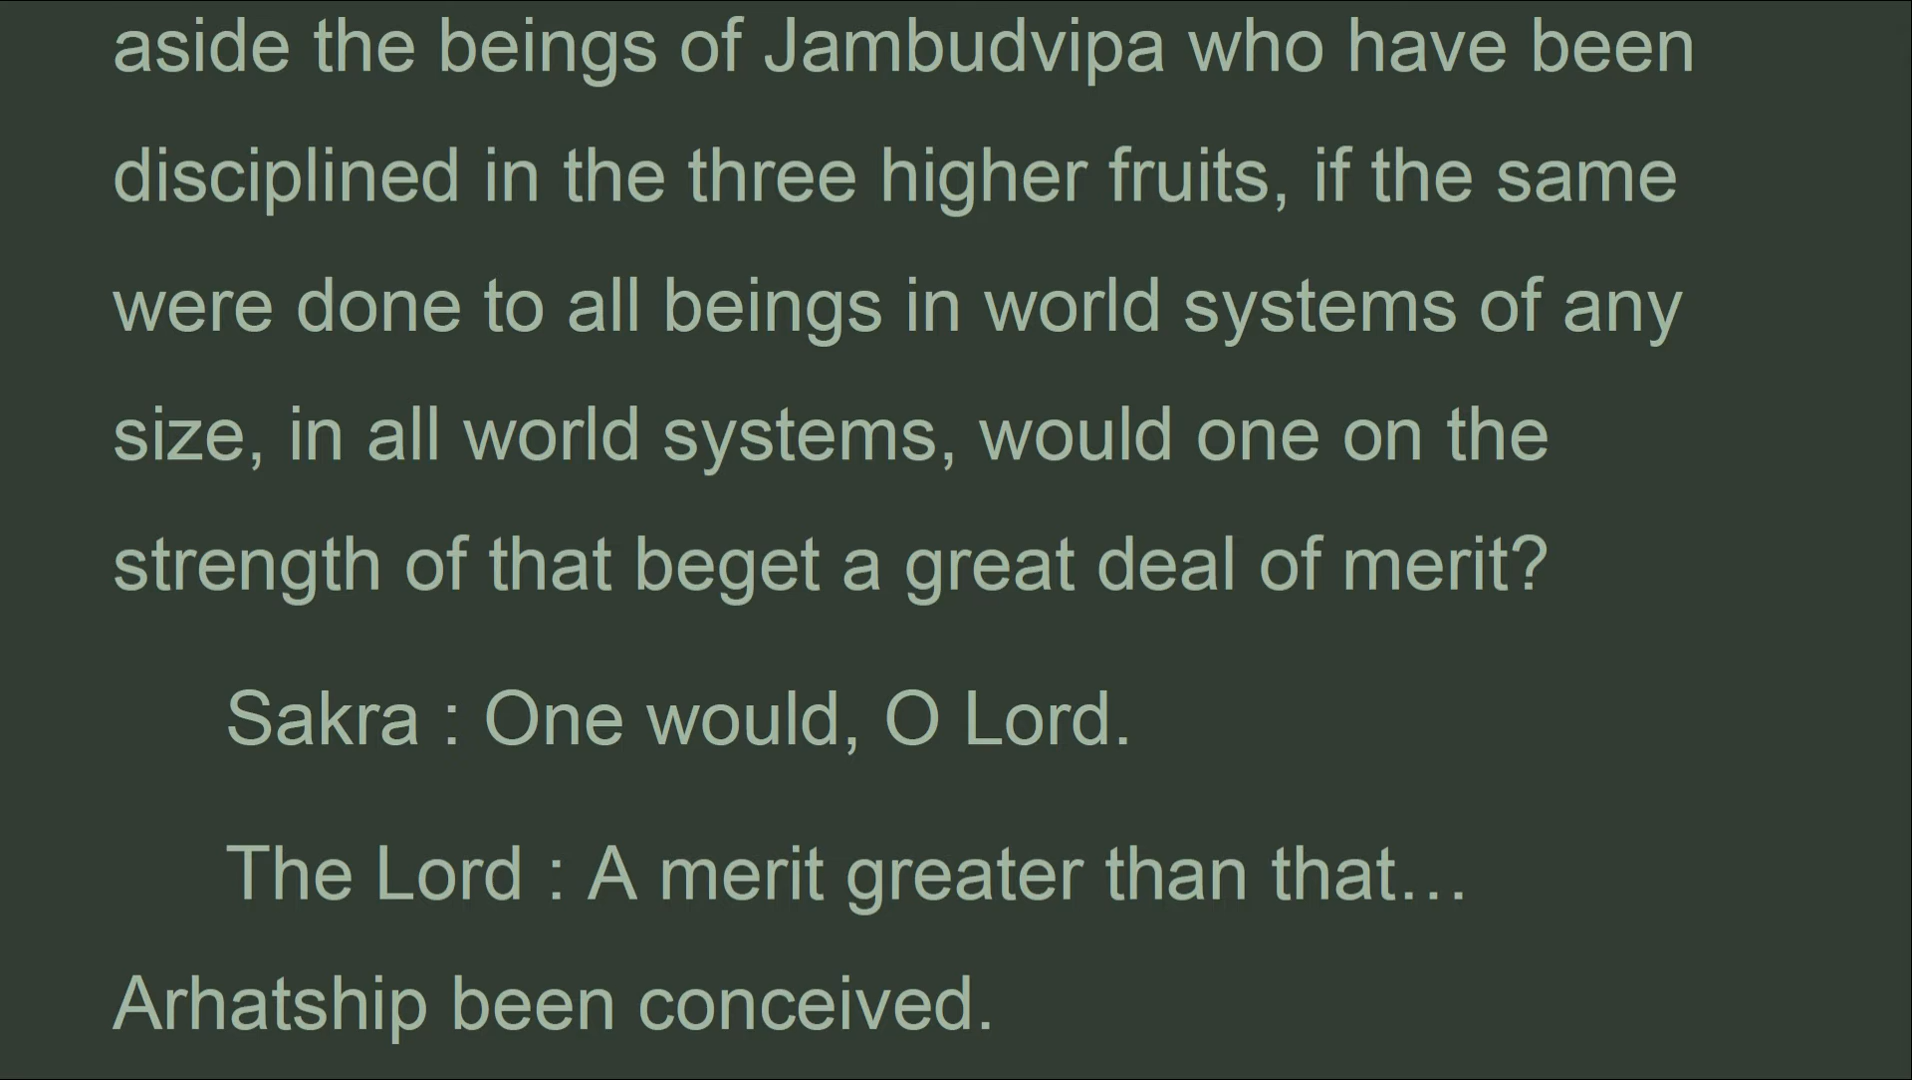 aside the beings of Jambudvipa who have been
disciplined in the three higher fruits, if the same
were done to all beings in world systems of any
size, in all world systems, would one on the
strength of that beget a great deal of merit?
Sakra : One would, O Lord.
The Lord : A merit greater than that…
Arhatship been conceived.